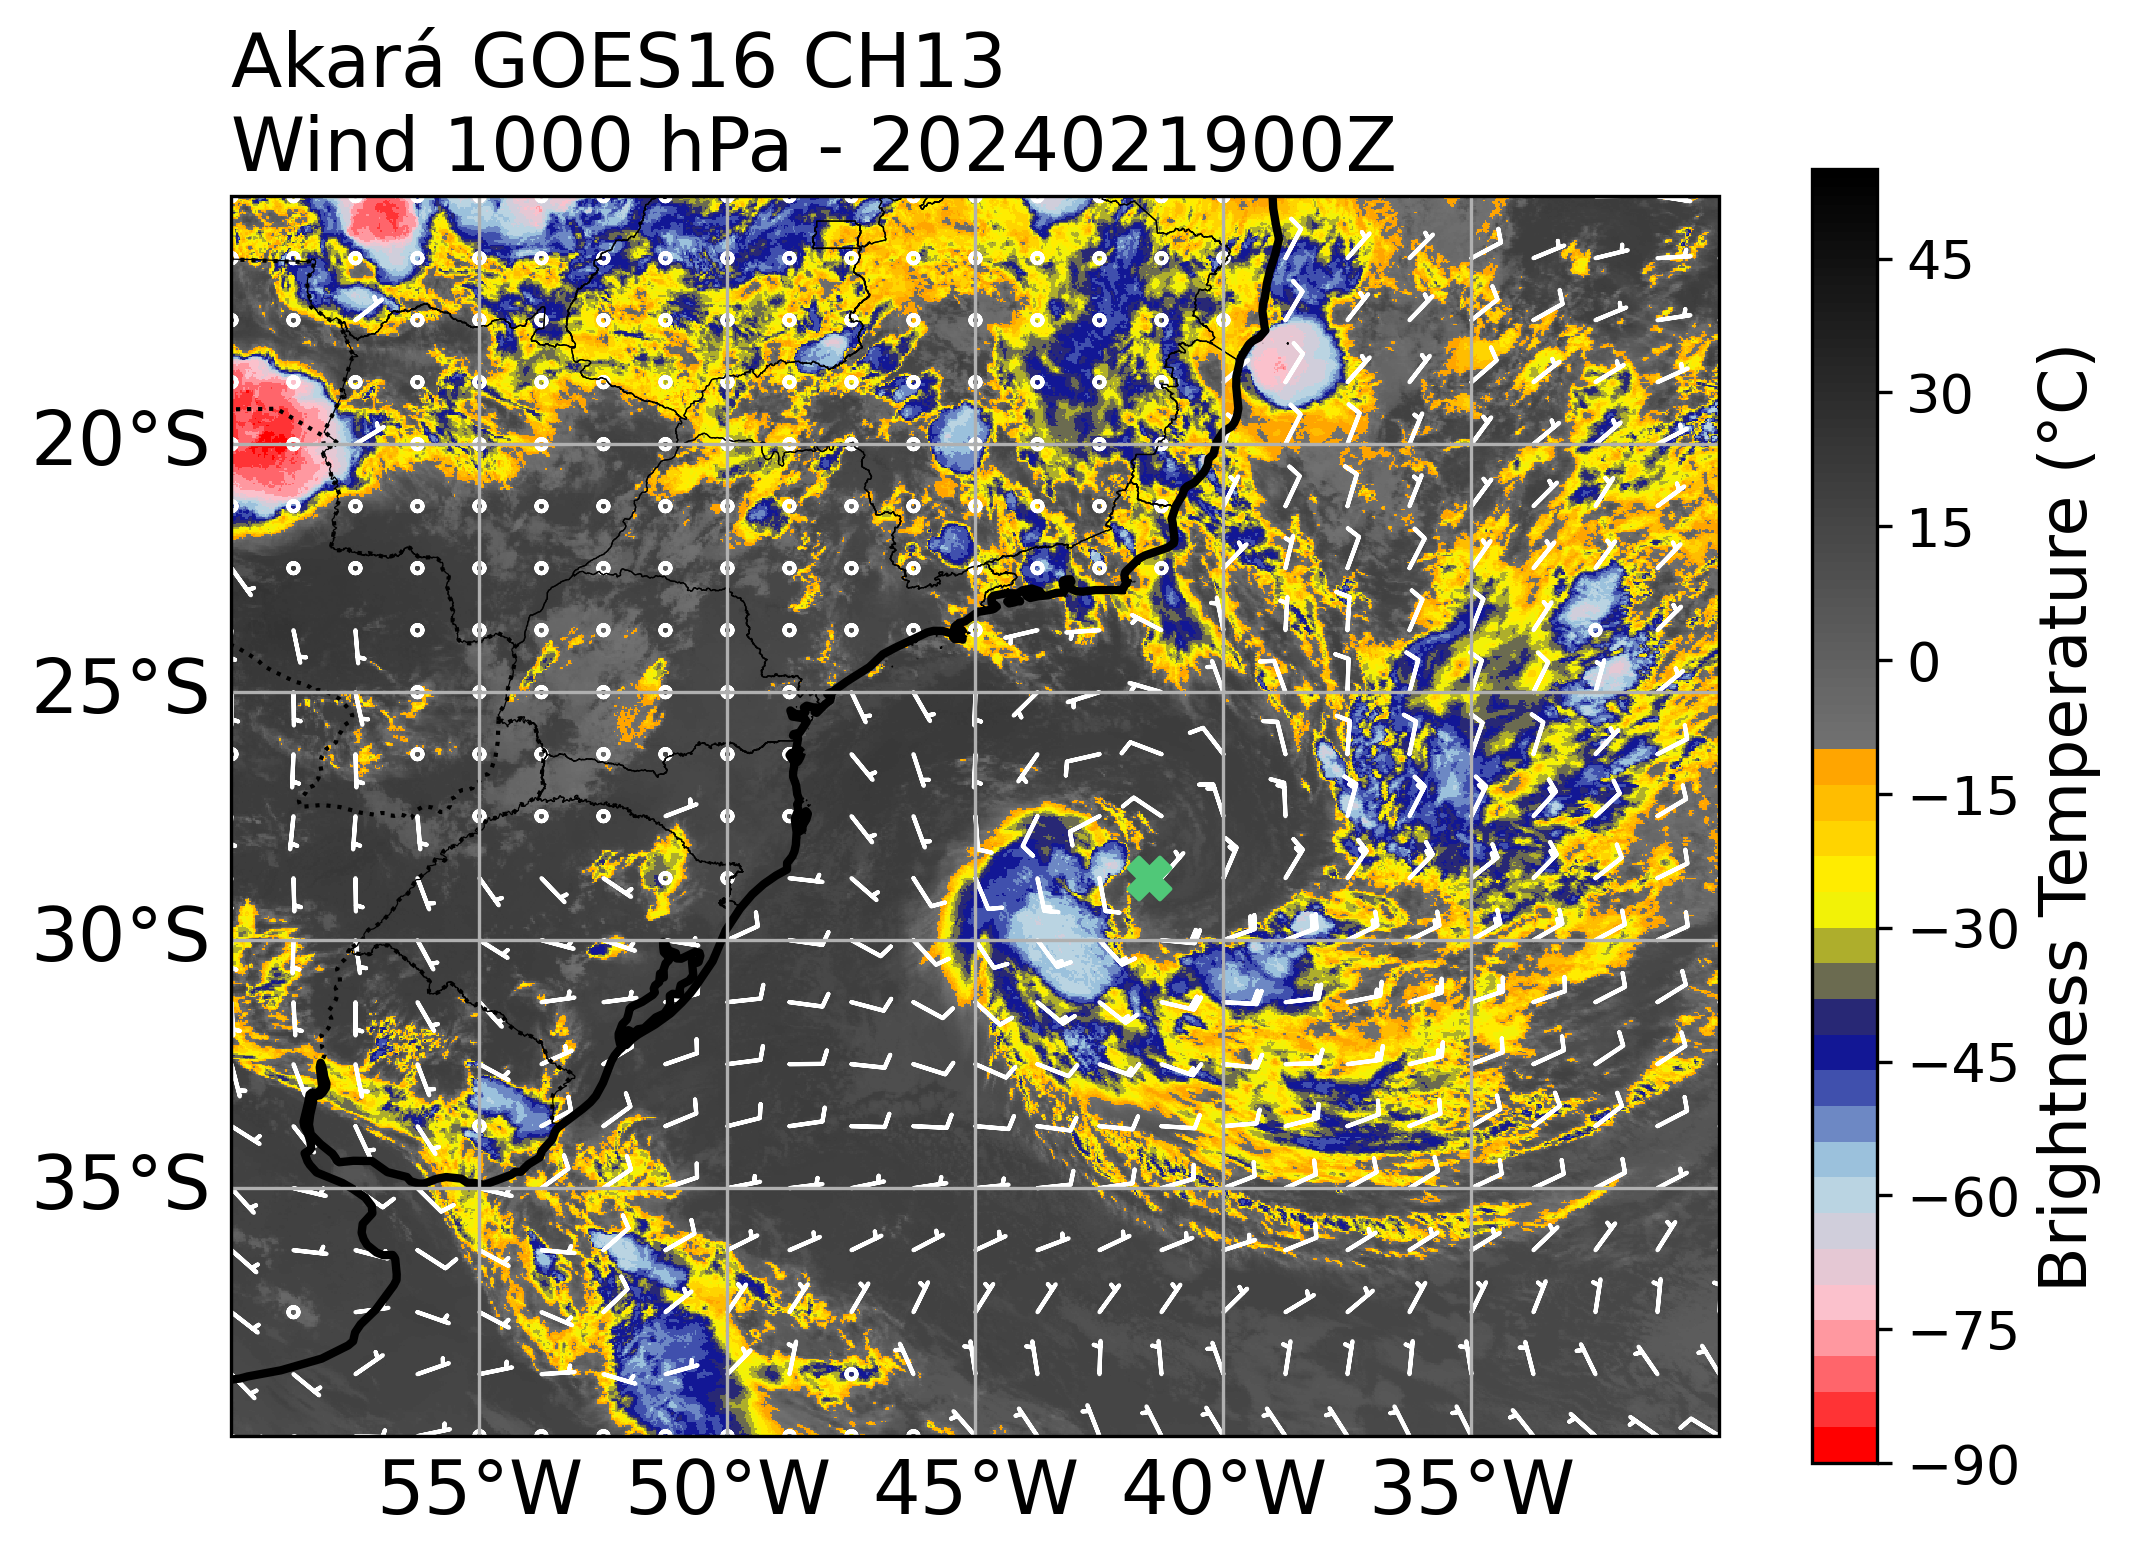 Akará GOES16 CH13
Wind 1000 hPa - 2024021900Z
20°S
25°S
30°S
35°S
55°W
50°W
45°W
40°W
35°W
45
30
15
0
−15
−30
−45
−60
−75
−90
Brightness Temperature (°C)